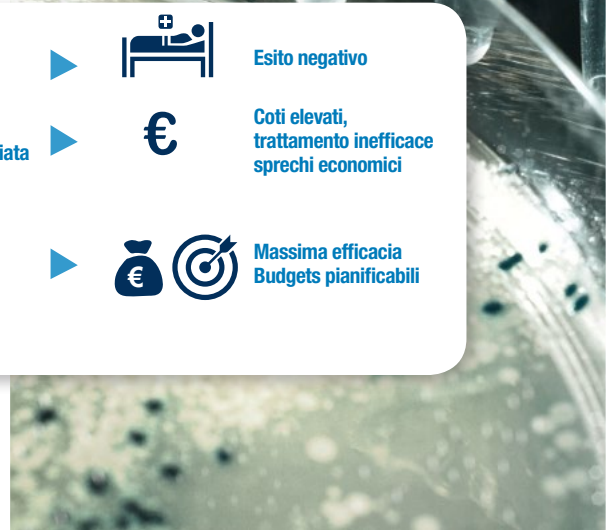 Esito negativo
€
Coti elevati,
trattamento inefficace
sprechi economici
iata
€
Massima efficacia
Budgets pianificabili